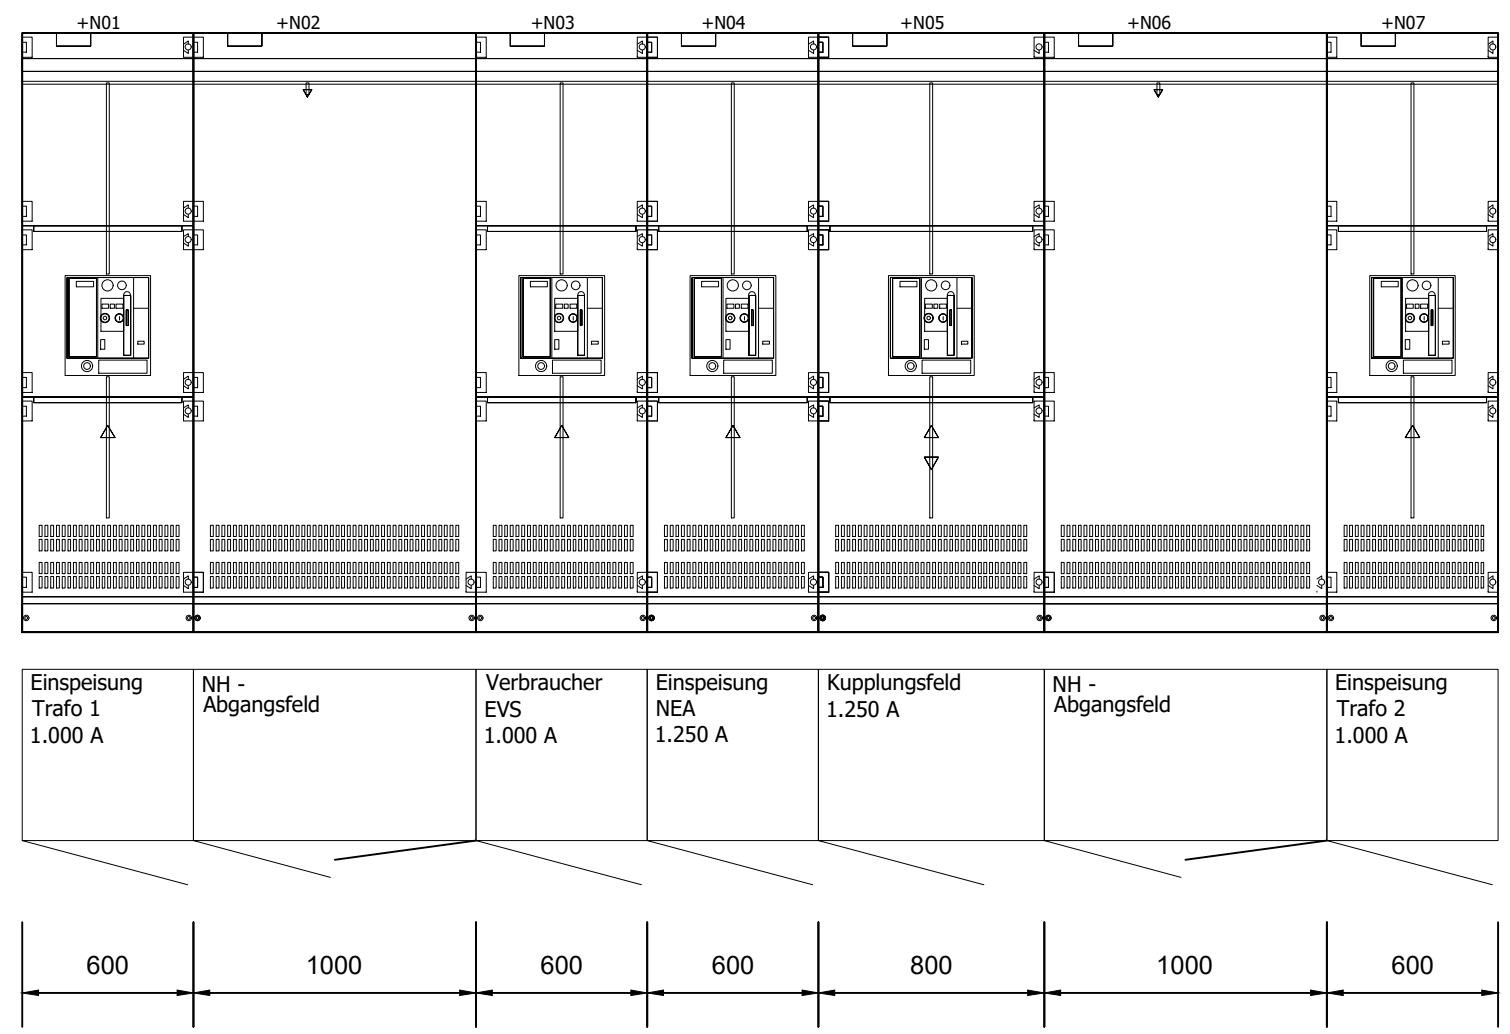 +N01 +N02 +N03 +N04 +N05 +N06 +N07
Einspeisung
Trafo 1
1.000 A
NH -
Abgangsfeld
Verbraucher
EVS
1.000 A
Einspeisung
NEA
1.250 A
Kupplungsfeld
1.250 A
NH -
Abgangsfeld
Einspeisung
Trafo 2
1.000 A
600 1000 600 600 800 1000 600